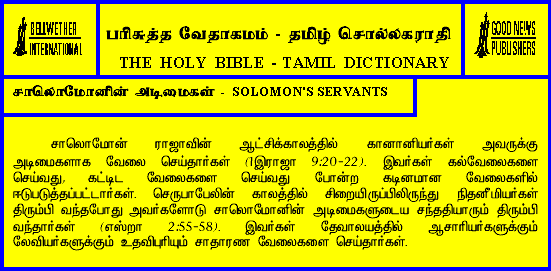 BELLWETHER
INTERNATIONAL
பரிசுத்த வேதாகமம் - தமிழ் சொல்லகராதி
THE HOLY BIBLE - TAMIL DICTIONARY
GOOD NEWS
PUBLISHERS
சாலொமோனின் அடிமைகள் - SOLOMON'S SERVANTS
சாலொமோன் ராஜாவின் ஆட்சிக்காலத்தில் கானானியர்கள் அவருக்கு
அடிமைகளாக வேலை செய்தார்கள் (1இராஜா 9:20-22). இவர்கள் கல்வேலைகளை
செய்வது, கட்டிட வேலைகளை செய்வது போன்ற கடினமான வேலைகளில்
ஈடுபடுத்தப்பட்டார்கள். செருபாபேலின் காலத்தில் சிறையிருப்பிலிருந்து நிதனீமியர்கள்
திரும்பி வந்தபோது அவர்களோடு சாலொமோனின் அடிமைகளுடைய சந்ததியாரும் திரும்பி
வந்தார்கள் (எஸ்றா 2:55-58). இவர்கள் தேவாலயத்தில் ஆசாரியர்களுக்கும்
லேவியர்களுக்கும் உதவிபுரியும் சாதாரண வேலைகளை செய்தார்கள்.